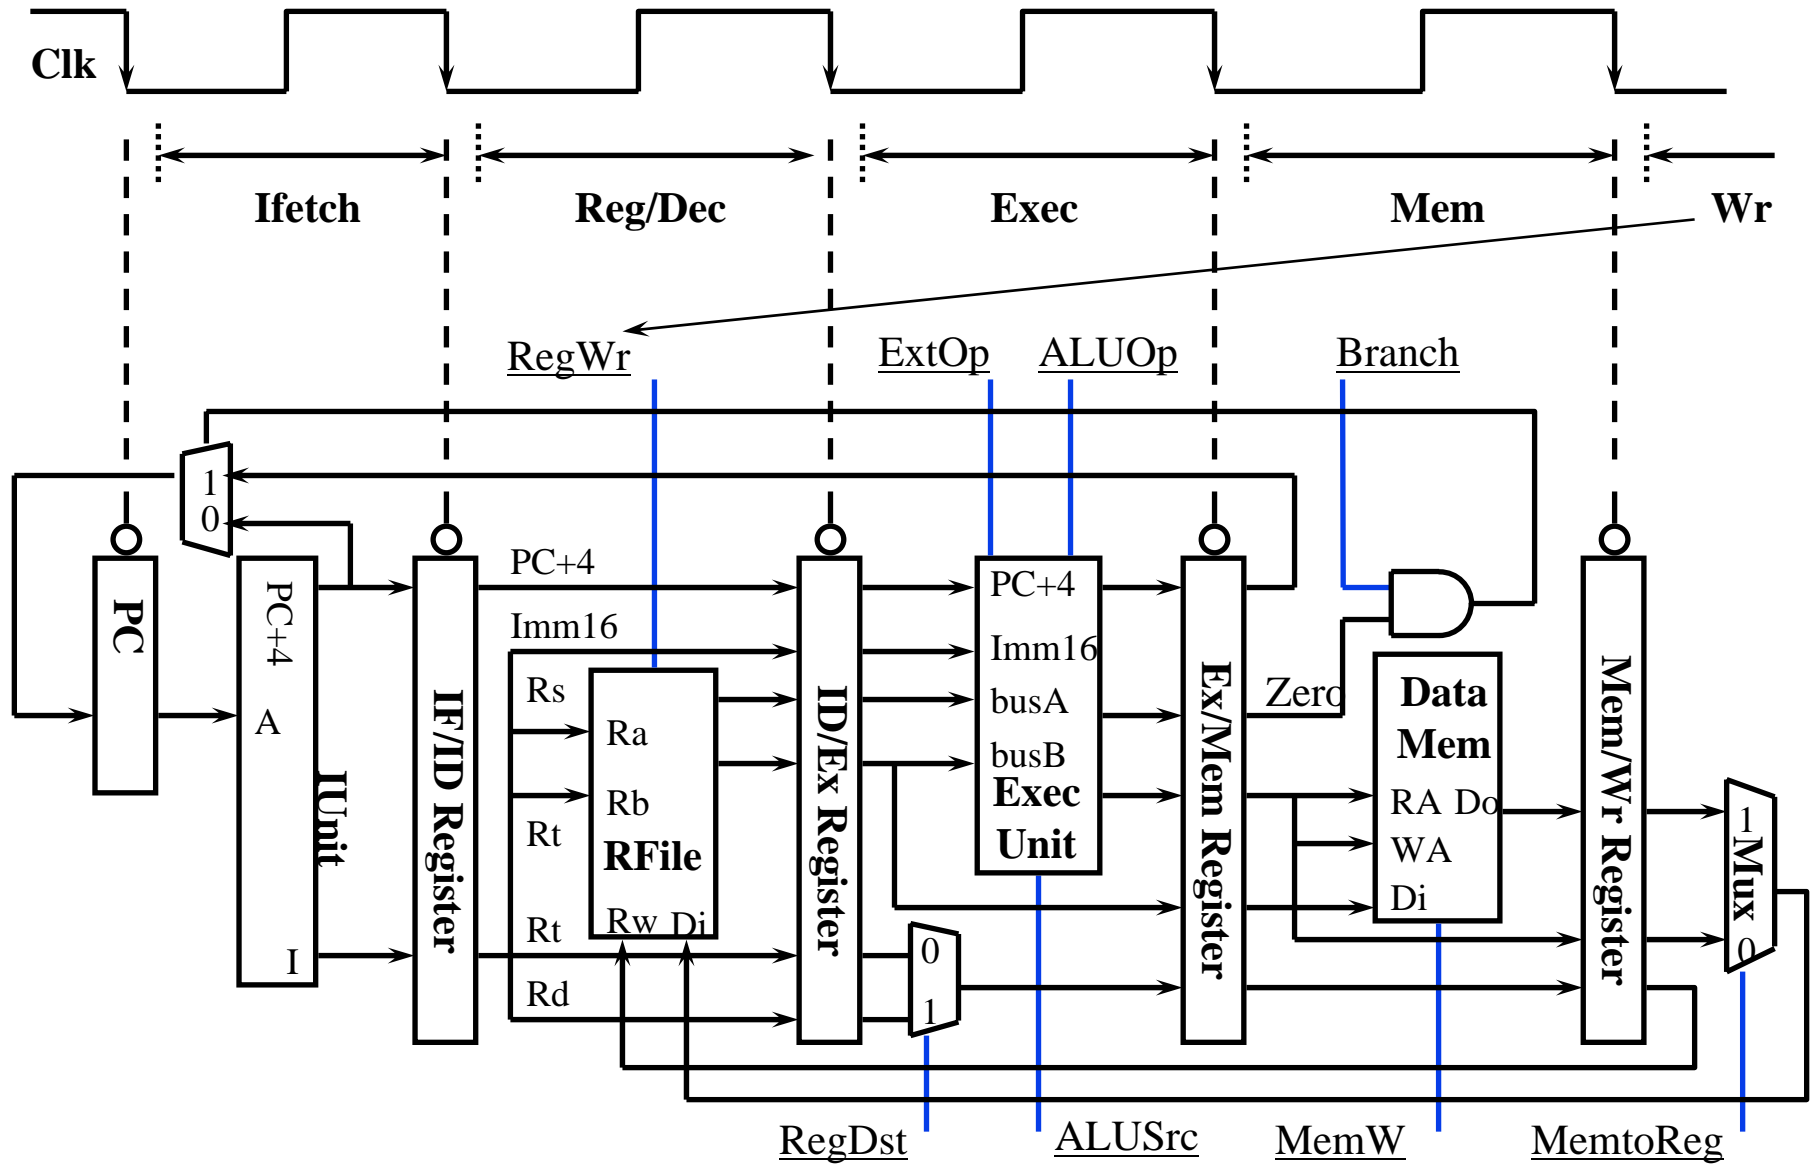 Clk
Ifetch
Reg/Dec
Exec
Mem
Wr
RegWr
ExtOp
ALUOp
Branch
1
0
PC
PC+4
A
I
IUnit
IF/ID Register
PC+4
Imm16
Rs
Rt
Rt
Rd
Ra
Rb
RFile
Rw Di
ID/Ex Register
PC+4
Imm16
busA
busB
Exec
Unit
0
1
Ex/Mem Register
Zero
Data
Mem
RA Do
WA
Di
Mem/Wr Register
1
Mux
0
RegDst
ALUSrc
MemW
MemtoReg